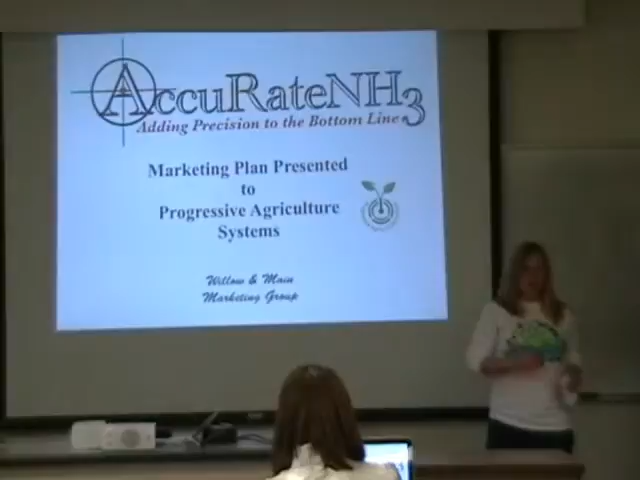 AccuRateNH3
Adding Precision to the Bottom Line
Marketing Plan Presented
to
Progressive Agriculture
Systems
Willow & Main
Marketing Group